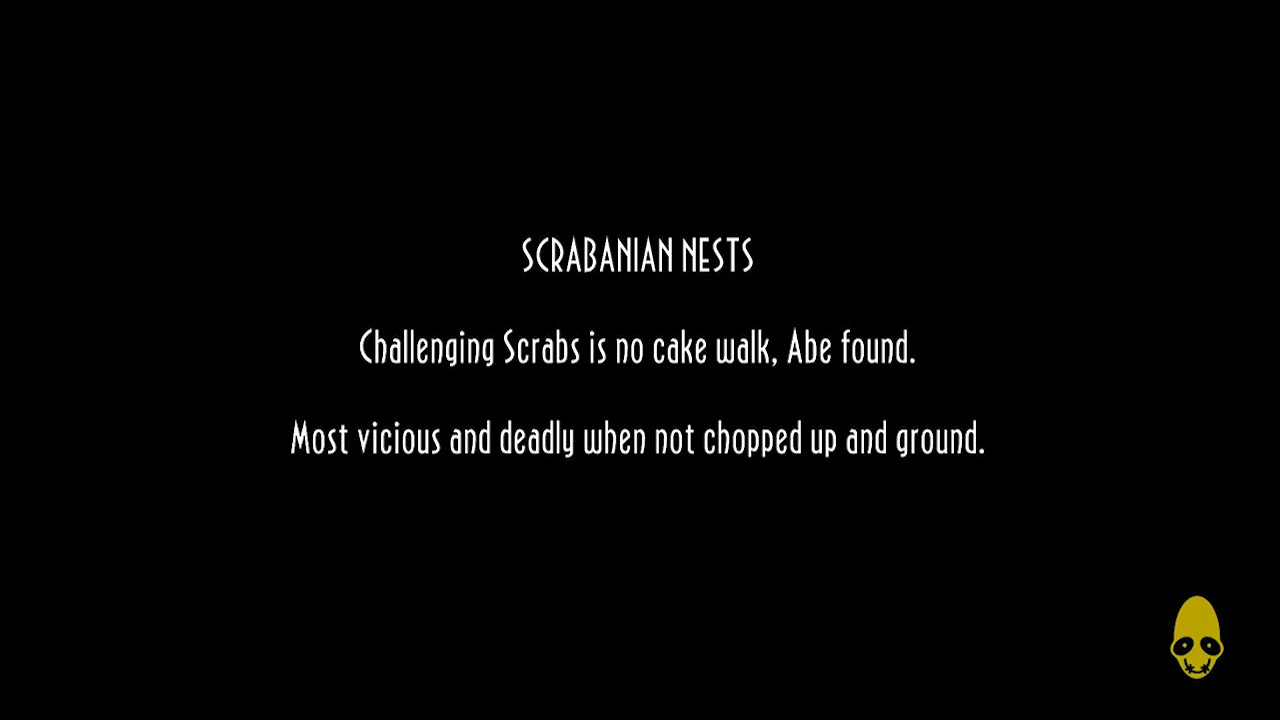 SCRABANIAN NESTS
Challenging Scrabs is no cake walk, Abe found.
Most vicious and deadly when not chopped up and ground.